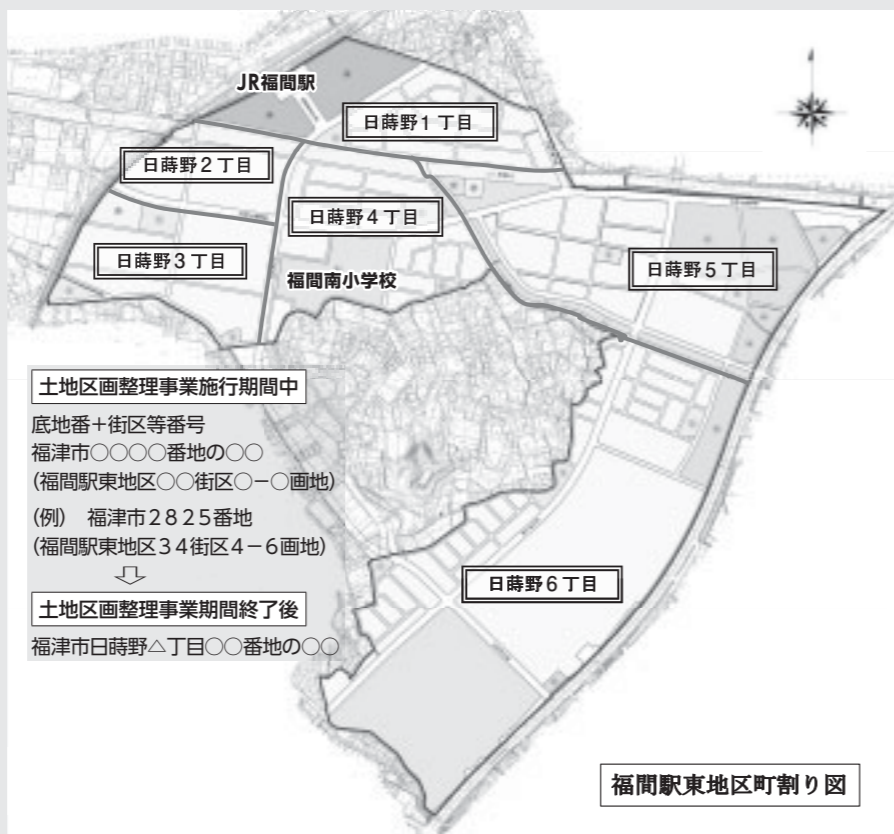 JR福間駅
日蒔野1丁目
日蒔野2丁目
日蒔野4丁目
日蒔野3丁目
日蒔野5丁目
福間南小学校
土地区画整理事業施行期間中
底地番+街区等番号
福津市○○○○番地の○○
(福間駅東地区○○街区○−○画地)
(例) 福津市2825番地
(福間駅東地区34街区4−6画地)
土地区画整理事業期間終了後
福津市日蒔野△丁目○○番地の○○
日蒔野6丁目
福間駅東地区町割り図